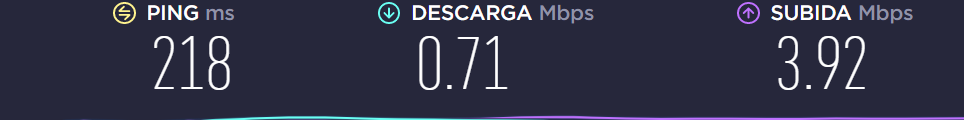 PING ms DESCARGA Mbps SUBIDA Mbps
218 0.71 3.92